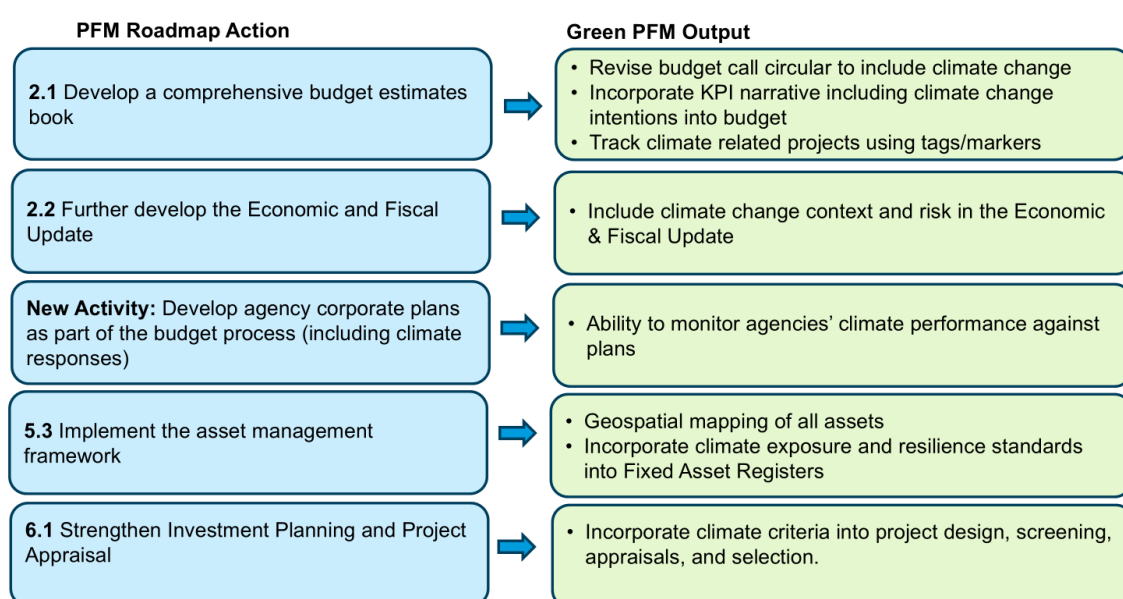 PFM Roadmap Action
Green PFM Output
2.1 Develop a comprehensive budget estimates
book
• Revise budget call circular to include climate change
• Incorporate KPI narrative including climate change
intentions into budget
• Track climate related projects using tags/markers
2.2 Further develop the Economic and Fiscal
Update
• Include climate change context and risk in the Economic
& Fiscal Update
New Activity: Develop agency corporate plans
as part of the budget process (including climate
responses)
• Ability to monitor agencies’ climate performance against
plans
5.3 Implement the asset management
framework
• Geospatial mapping of all assets
• Incorporate climate exposure and resilience standards
into Fixed Asset Registers
6.1 Strengthen Investment Planning and Project
Appraisal
• Incorporate climate criteria into project design, screening,
appraisals, and selection.